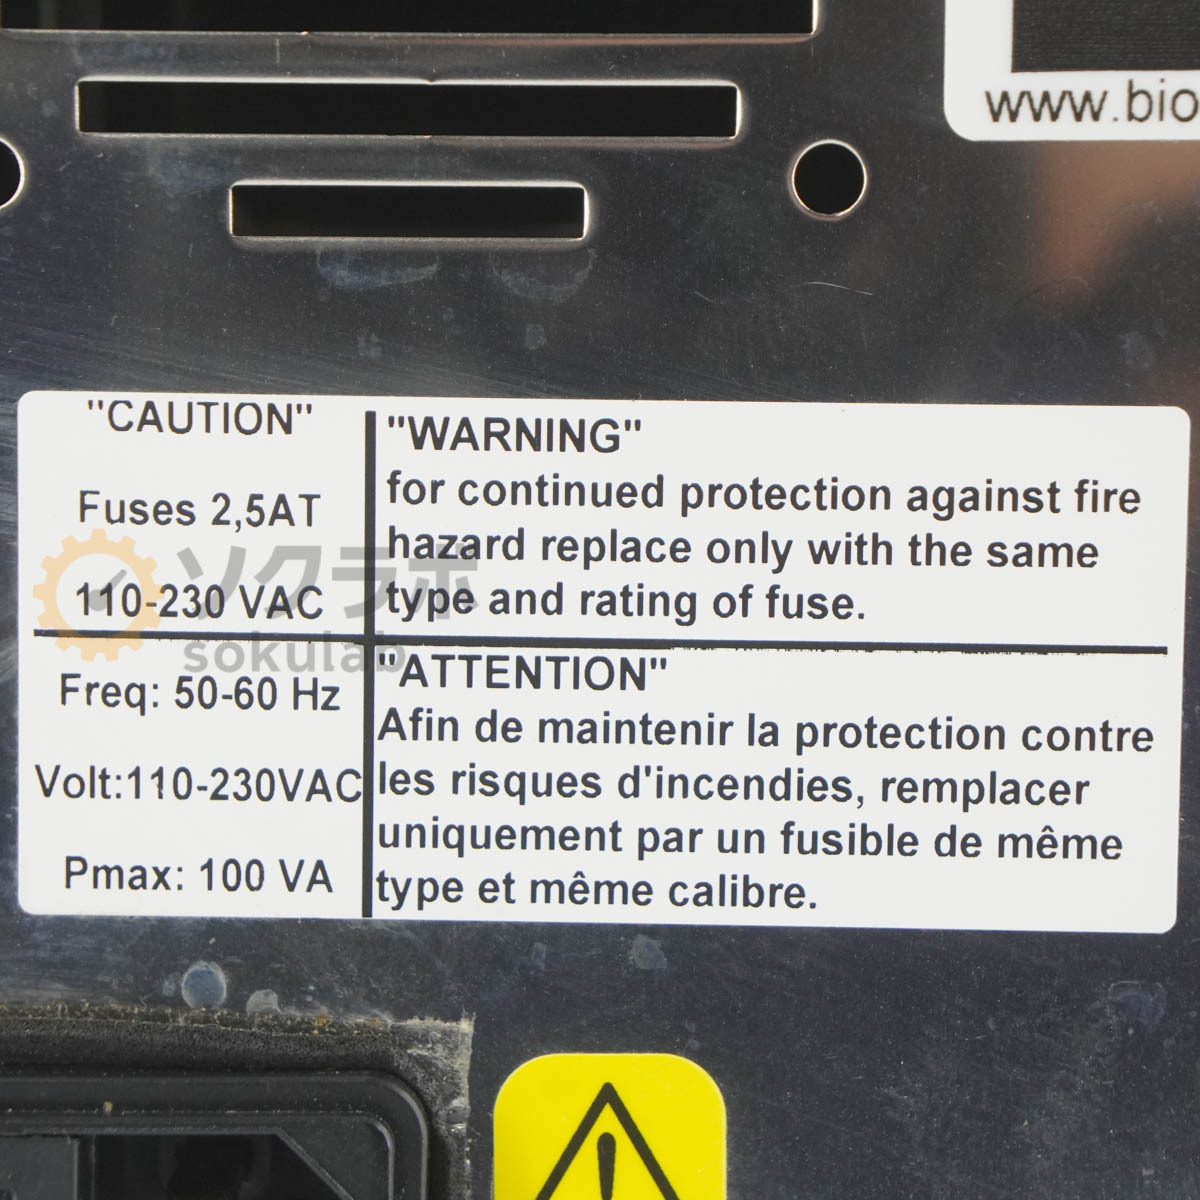 www.bio
"CAUTION"
Fuses 2,5AT
110-230 VAC
"WARNING"
for continued protection against fire
hazard replace only with the same
type and rating of fuse.
Freq: 50-60 Hz
Volt:110-230VAC
Pmax: 100 VA
"ATTENTION"
Afin de maintenir la protection contre
les risques d'incendies, remplacer
uniquement par un fusible de même
type et même calibre.
ソクラボ
sokulab